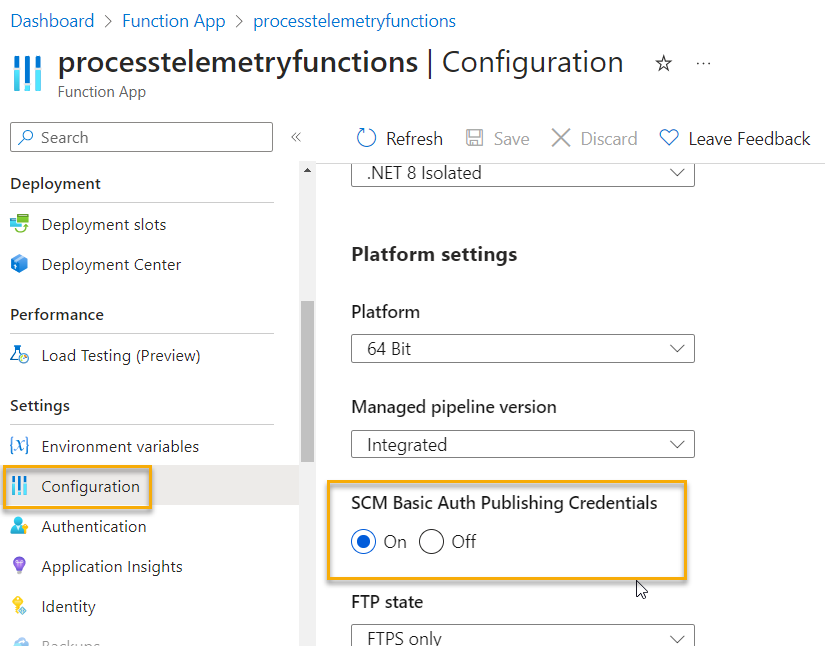 Dashboard > Function App > processtelemetryfunctions
processtelemetryfunctions | Configuration
Function App
Search
Refresh Save Discard Leave Feedback
Deployment
Deployment slots
Deployment Center
Performance
Load Testing (Preview)
Settings
Environment variables
Configuration
Authentication
Application Insights
Identity
Backups
.NET 8 Isolated
Platform settings
Platform
64 Bit
Managed pipeline version
Integrated
SCM Basic Auth Publishing Credentials
On Off
FTP state
FTPS only